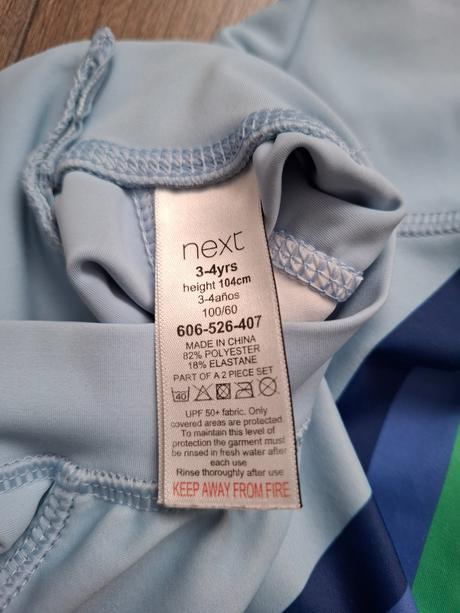 next
3-4yrs
height 104cm
3-4años
100/60
606-526-407
MADE IN CHINA
82% POLYESTER
18% ELASTANE
PART OF A 2 PIECE SET
40
UPF 50+ fabric. Only
covered areas are protected.
To maintain this level of
protection the garment must
be rinsed in fresh water after
each use
Rinse thoroughly after use
KEEP AWAY FROM FIRE